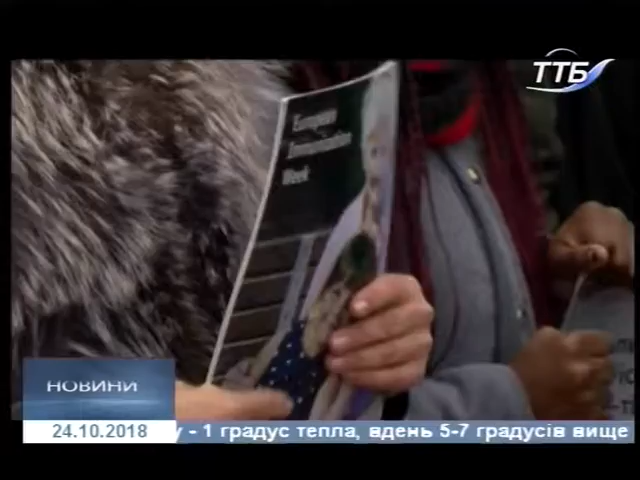 ТТБ
European
Immunization
Week
НОВИНИ
24.10.2018
у - 1 градус тепла, вдень 5-7 градусів вище